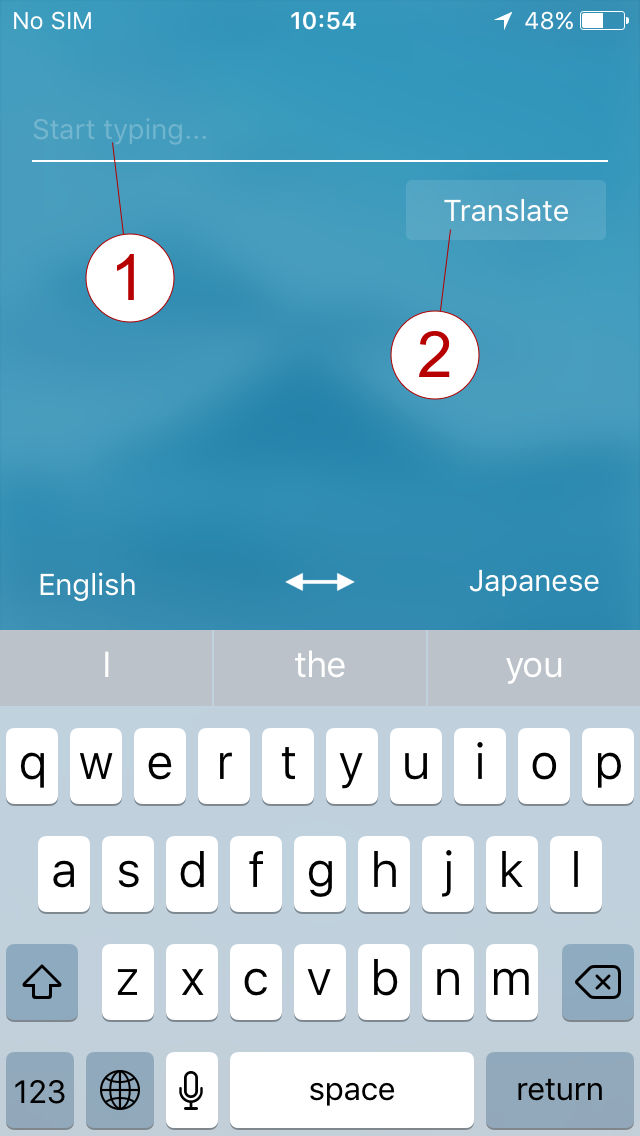 No SIM 10:54 48%
Start typing...
Translate
1
2
English Japanese
I the you
q w e r t y u i o p
a s d f g h j k l
z x c v b n m
123 space return